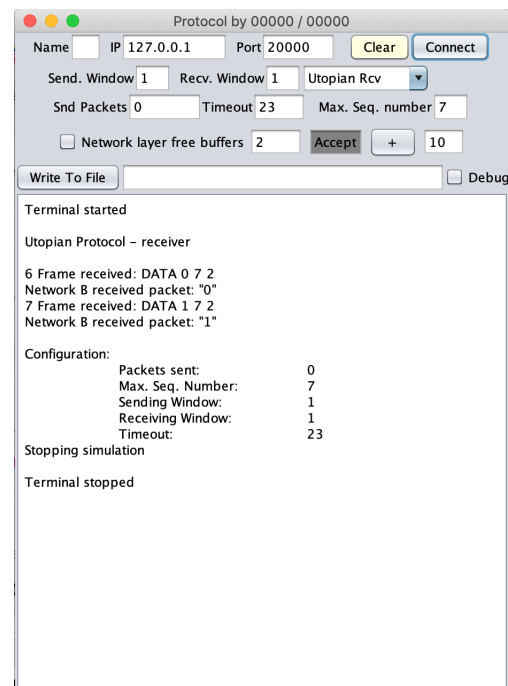 Protocol by 00000 / 00000
Name IP 127.0.0.1 Port 20000 Clear Connect
Send. Window 1 Recv. Window 1 Utopian Rcv
Snd Packets 0 Timeout 23 Max. Seq. number 7
Network layer free buffers 2 Accept + 10
Write To File Debug
Terminal started
Utopian Protocol – receiver
6 Frame received: DATA 0 7 2
Network B received packet: "0"
7 Frame received: DATA 1 7 2
Network B received packet: "1"
Configuration:
Packets sent: 0
Max. Seq. Number: 7
Sending Window: 1
Receiving Window: 1
Timeout: 23
Stopping simulation
Terminal stopped